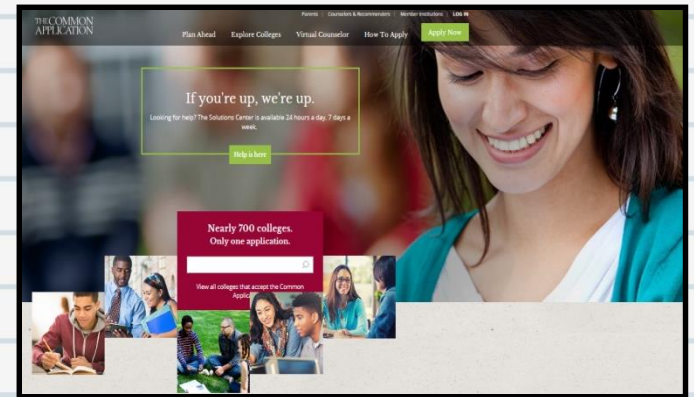 Parents | Counselors & Recommenders | Member Institutions | LOG IN
THE COMMON
APPLICATION
Plan Ahead
Explore Colleges
Virtual Counselor
How To Apply
Apply Now
If you're up, we're up.
Looking for help? The Solutions Center is available 24 hours a day, 7 days a
week.
Help is here
Nearly 700 colleges.
Only one application.
View all colleges that accept the Common